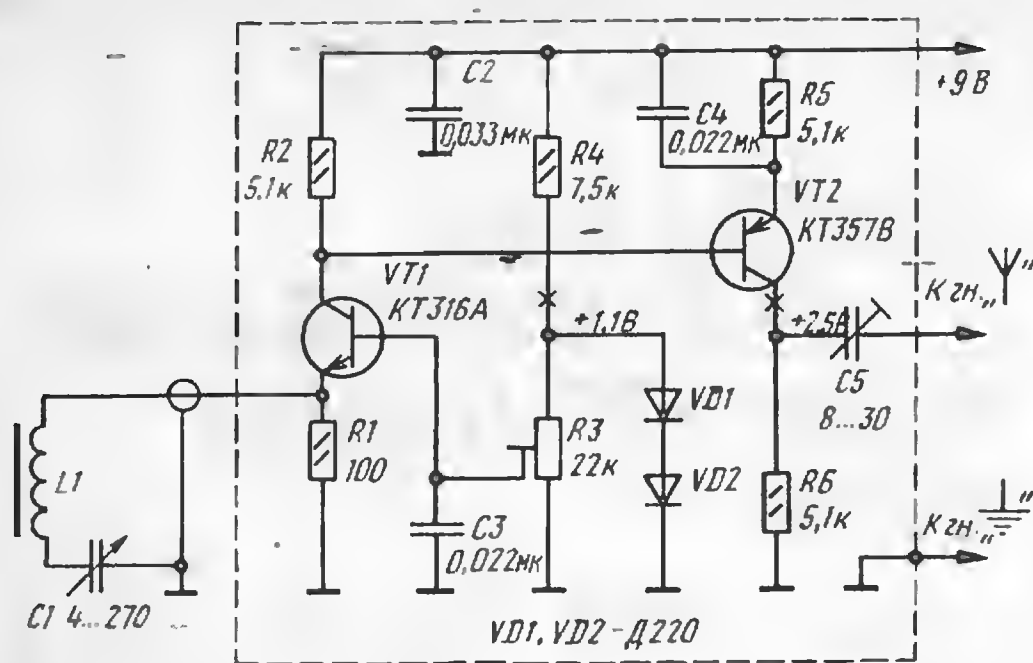 C2
0,033мк
R2
5,1к
R4
7,5к
C4
0,022мк
R5
5,1к
+9 В
VT2
КТ357В
VT1
КТ316А
+1,1В
+2,5В
К гн. „ "
C5
8...30
L1
R1
100
R3
22к
VD1
VD2
R6
5,1к
C3
0,022мк
К гн. „ "
C1 4...270
VD1, VD2 - Д220